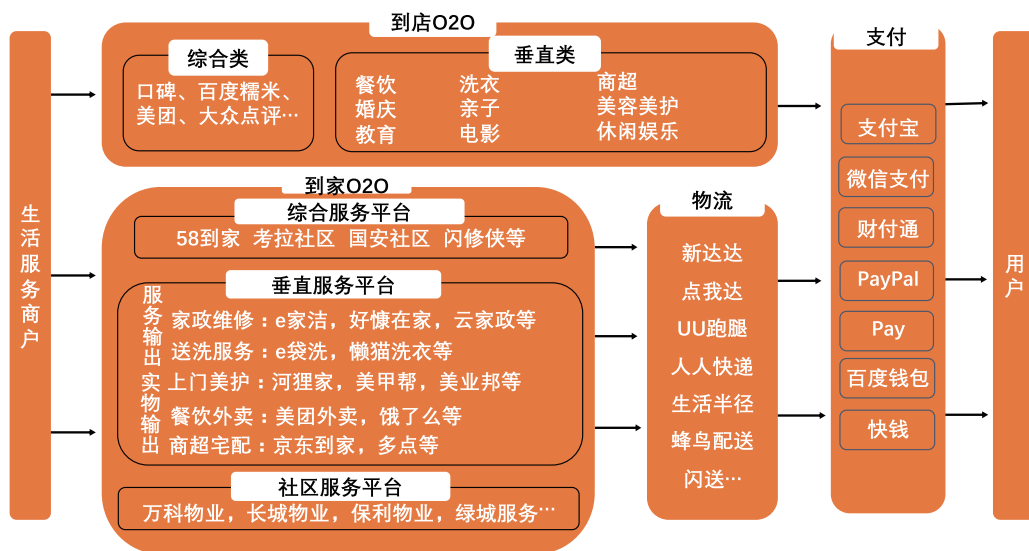 生活服务商户
到店O2O
综合类
口碑、百度糯米、
美团、大众点评…
垂直类
餐饮 洗衣 商超
婚庆 亲子 美容美护
教育 电影 休闲娱乐
到家O2O
综合服务平台
58到家 考拉社区 国安社区 闪修侠等
垂直服务平台
服务输出
家政维修：e家洁，好慷在家，云家政等
送洗服务：e袋洗，懒猫洗衣等
上门美护：河狸家，美甲帮，美业邦等
实物输出
餐饮外卖：美团外卖，饿了么等
商超宅配：京东到家，多点等
社区服务平台
万科物业，长城物业，保利物业，绿城服务…
物流
新达达
点我达
UU跑腿
人人快递
生活半径
蜂鸟配送
闪送…
支付
支付宝
微信支付
财付通
PayPal
Pay
百度钱包
快钱
用户